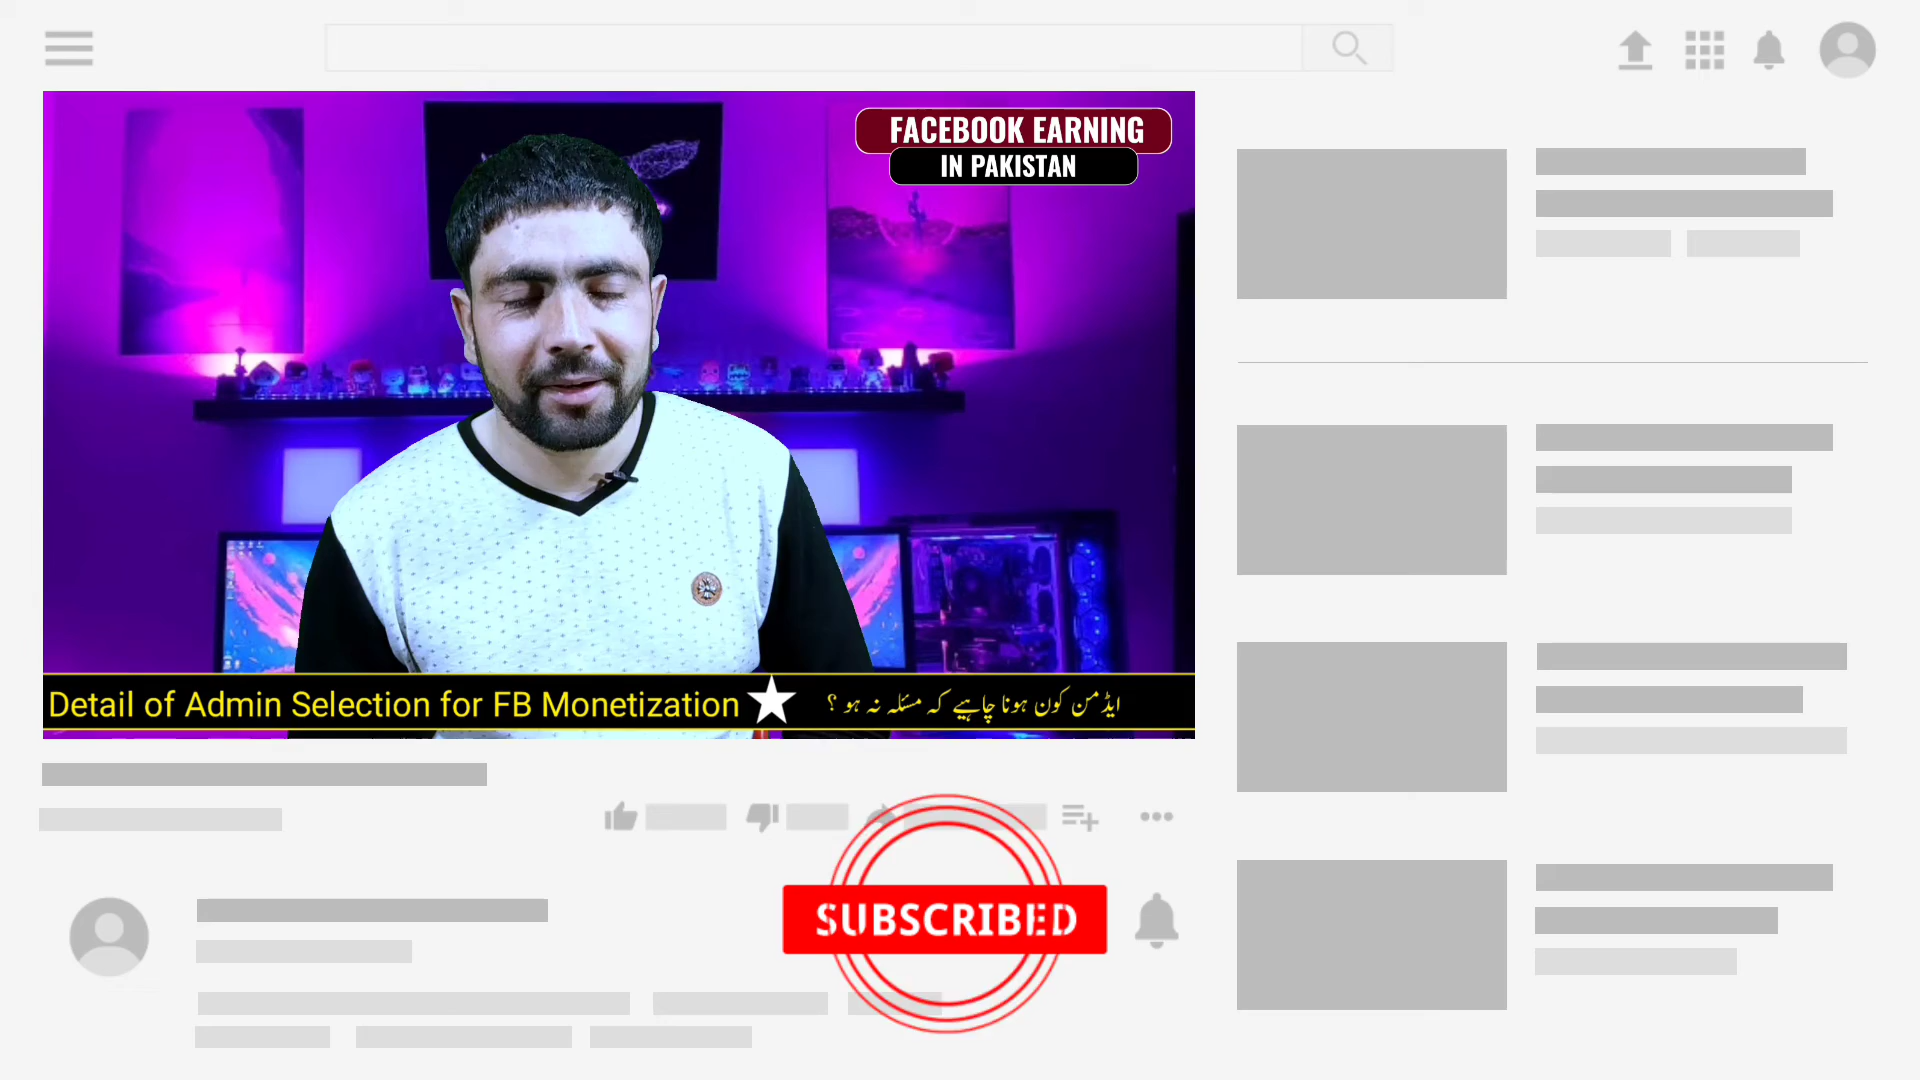 FACEBOOK EARNING
IN PAKISTAN
Detail of Admin Selection for FB Monetization ایڈمن کون ہونا چاہیے کہ مسئلہ نہ ہو ؟
SUBSCRIBED